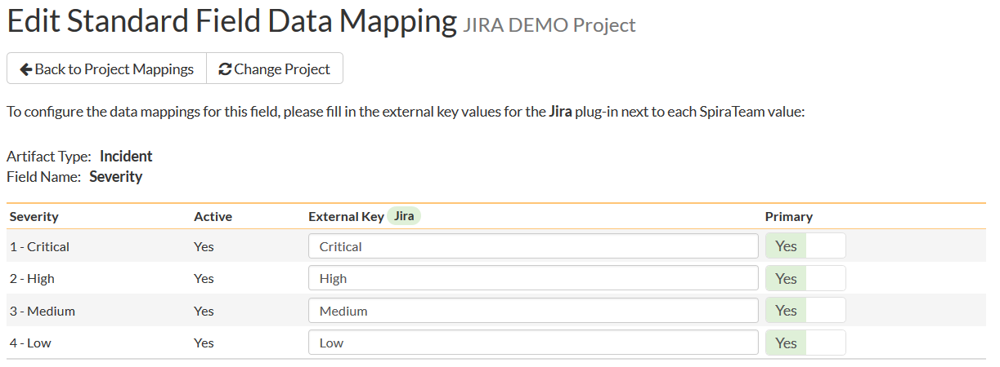 Edit Standard Field Data Mapping JIRA DEMO Project
Back to Project Mappings Change Project
To configure the data mappings for this field, please fill in the external key values for the Jira plug-in next to each SpiraTeam value:
Artifact Type: Incident
Field Name: Severity
Severity Active External Key Jira Primary
1 - Critical Yes Critical Yes
2 - High Yes High Yes
3 - Medium Yes Medium Yes
4 - Low Yes Low Yes